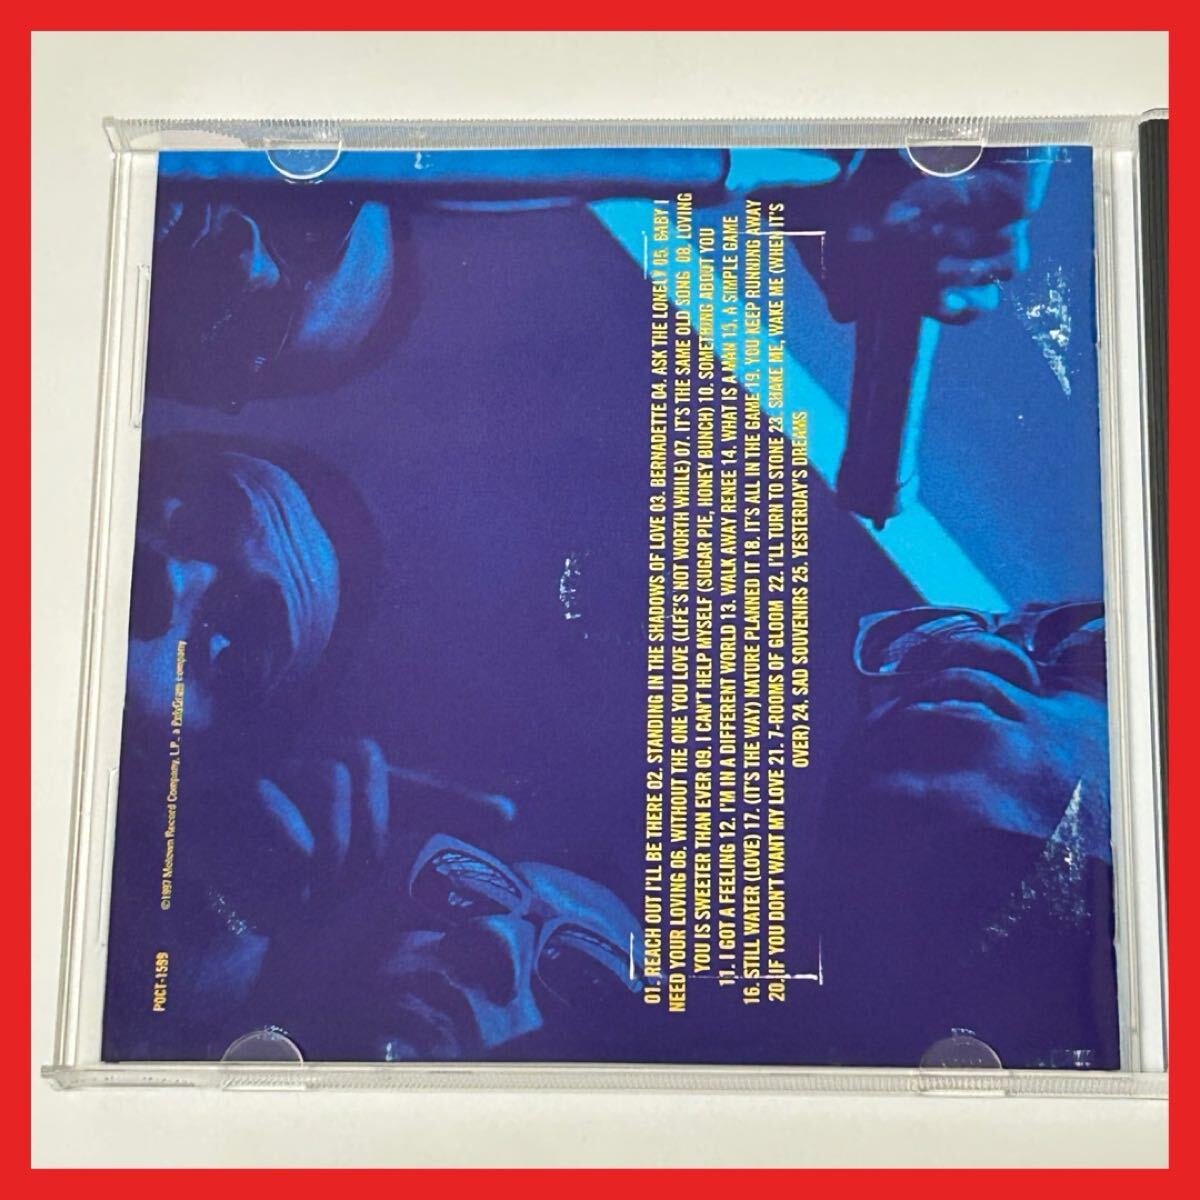 01. REACH OUT I'LL BE THERE 02. STANDING IN THE SHADOWS OF LOVE 03. BERNADETTE 04. ASK THE LONELY 05. BABY I
NEED YOUR LOVING 06. WITHOUT THE ONE YOU LOVE (LIFE'S NOT WORTH WHILE) 07. IT'S THE SAME OLD SONG 08. LOVING
YOU IS SWEETER THAN EVER 09. I CAN'T HELP MYSELF (SUGAR PIE, HONEY BUNCH) 10. SOMETHING ABOUT YOU
11. I GOT A FEELING 12. I'M IN A DIFFERENT WORLD 13. WALK AWAY RENEE 14. WHAT IS A MAN 15. A SIMPLE GAME
16. STILL WATER (LOVE) 17. (IT'S THE WAY) NATURE PLANNED IT 18. IT'S ALL IN THE GAME 19. YOU KEEP RUNNING AWAY
20. IF YOU DON'T WANT MY LOVE 21. 7-ROOMS OF GLOOM 22. I'LL TURN TO STONE 23. SHAKE ME, WAKE ME (WHEN IT'S
OVER) 24. SAD SOUVENIRS 25. YESTERDAY'S DREAMS
POCT-1599
©1997 Motown Record Company, L.P., a PolyGram company